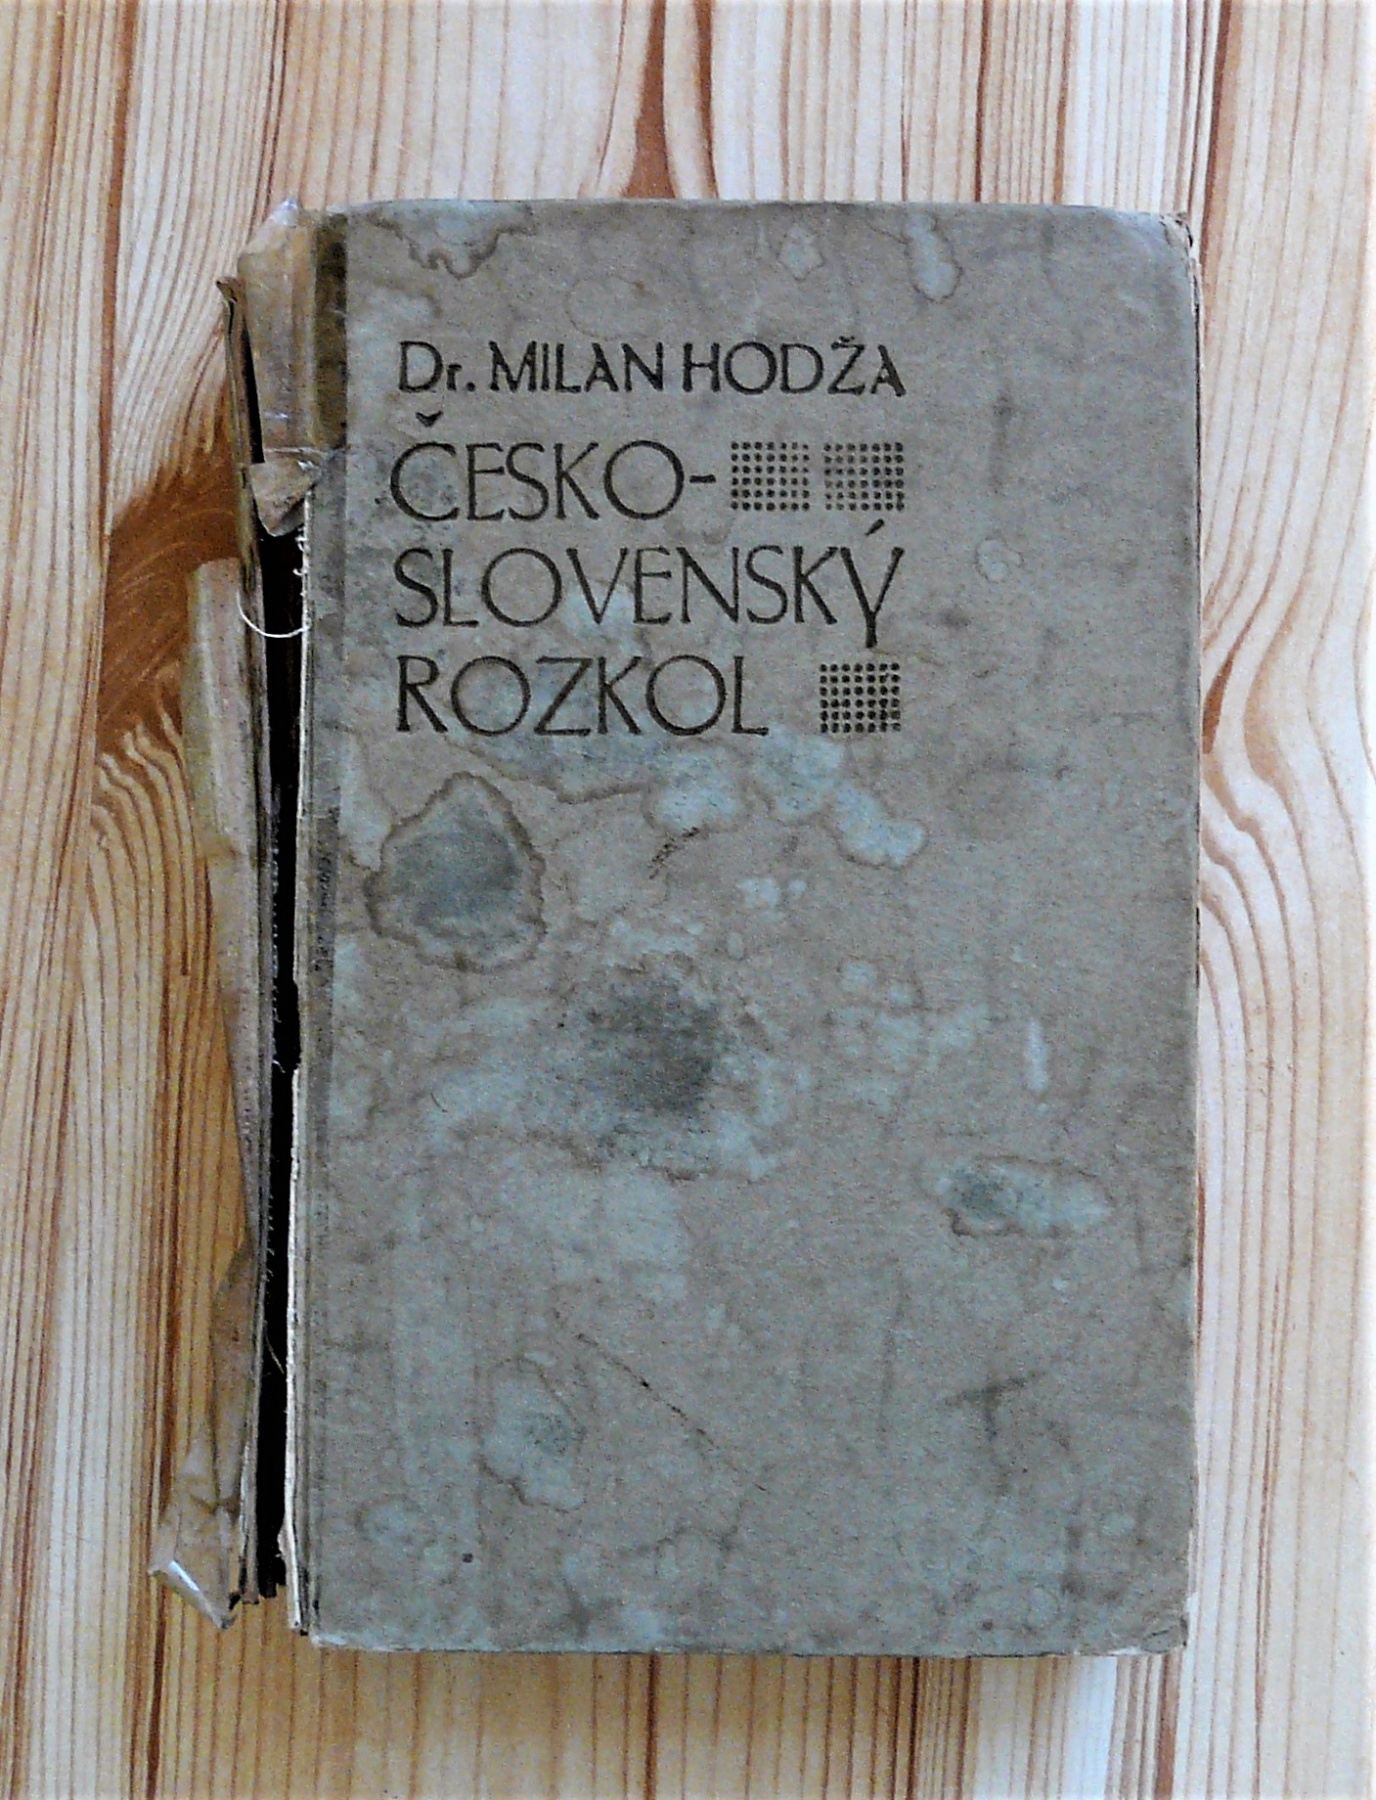 Dr. MILAN HODŽA
ČESKO-
SLOVENSKÝ
ROZKOL